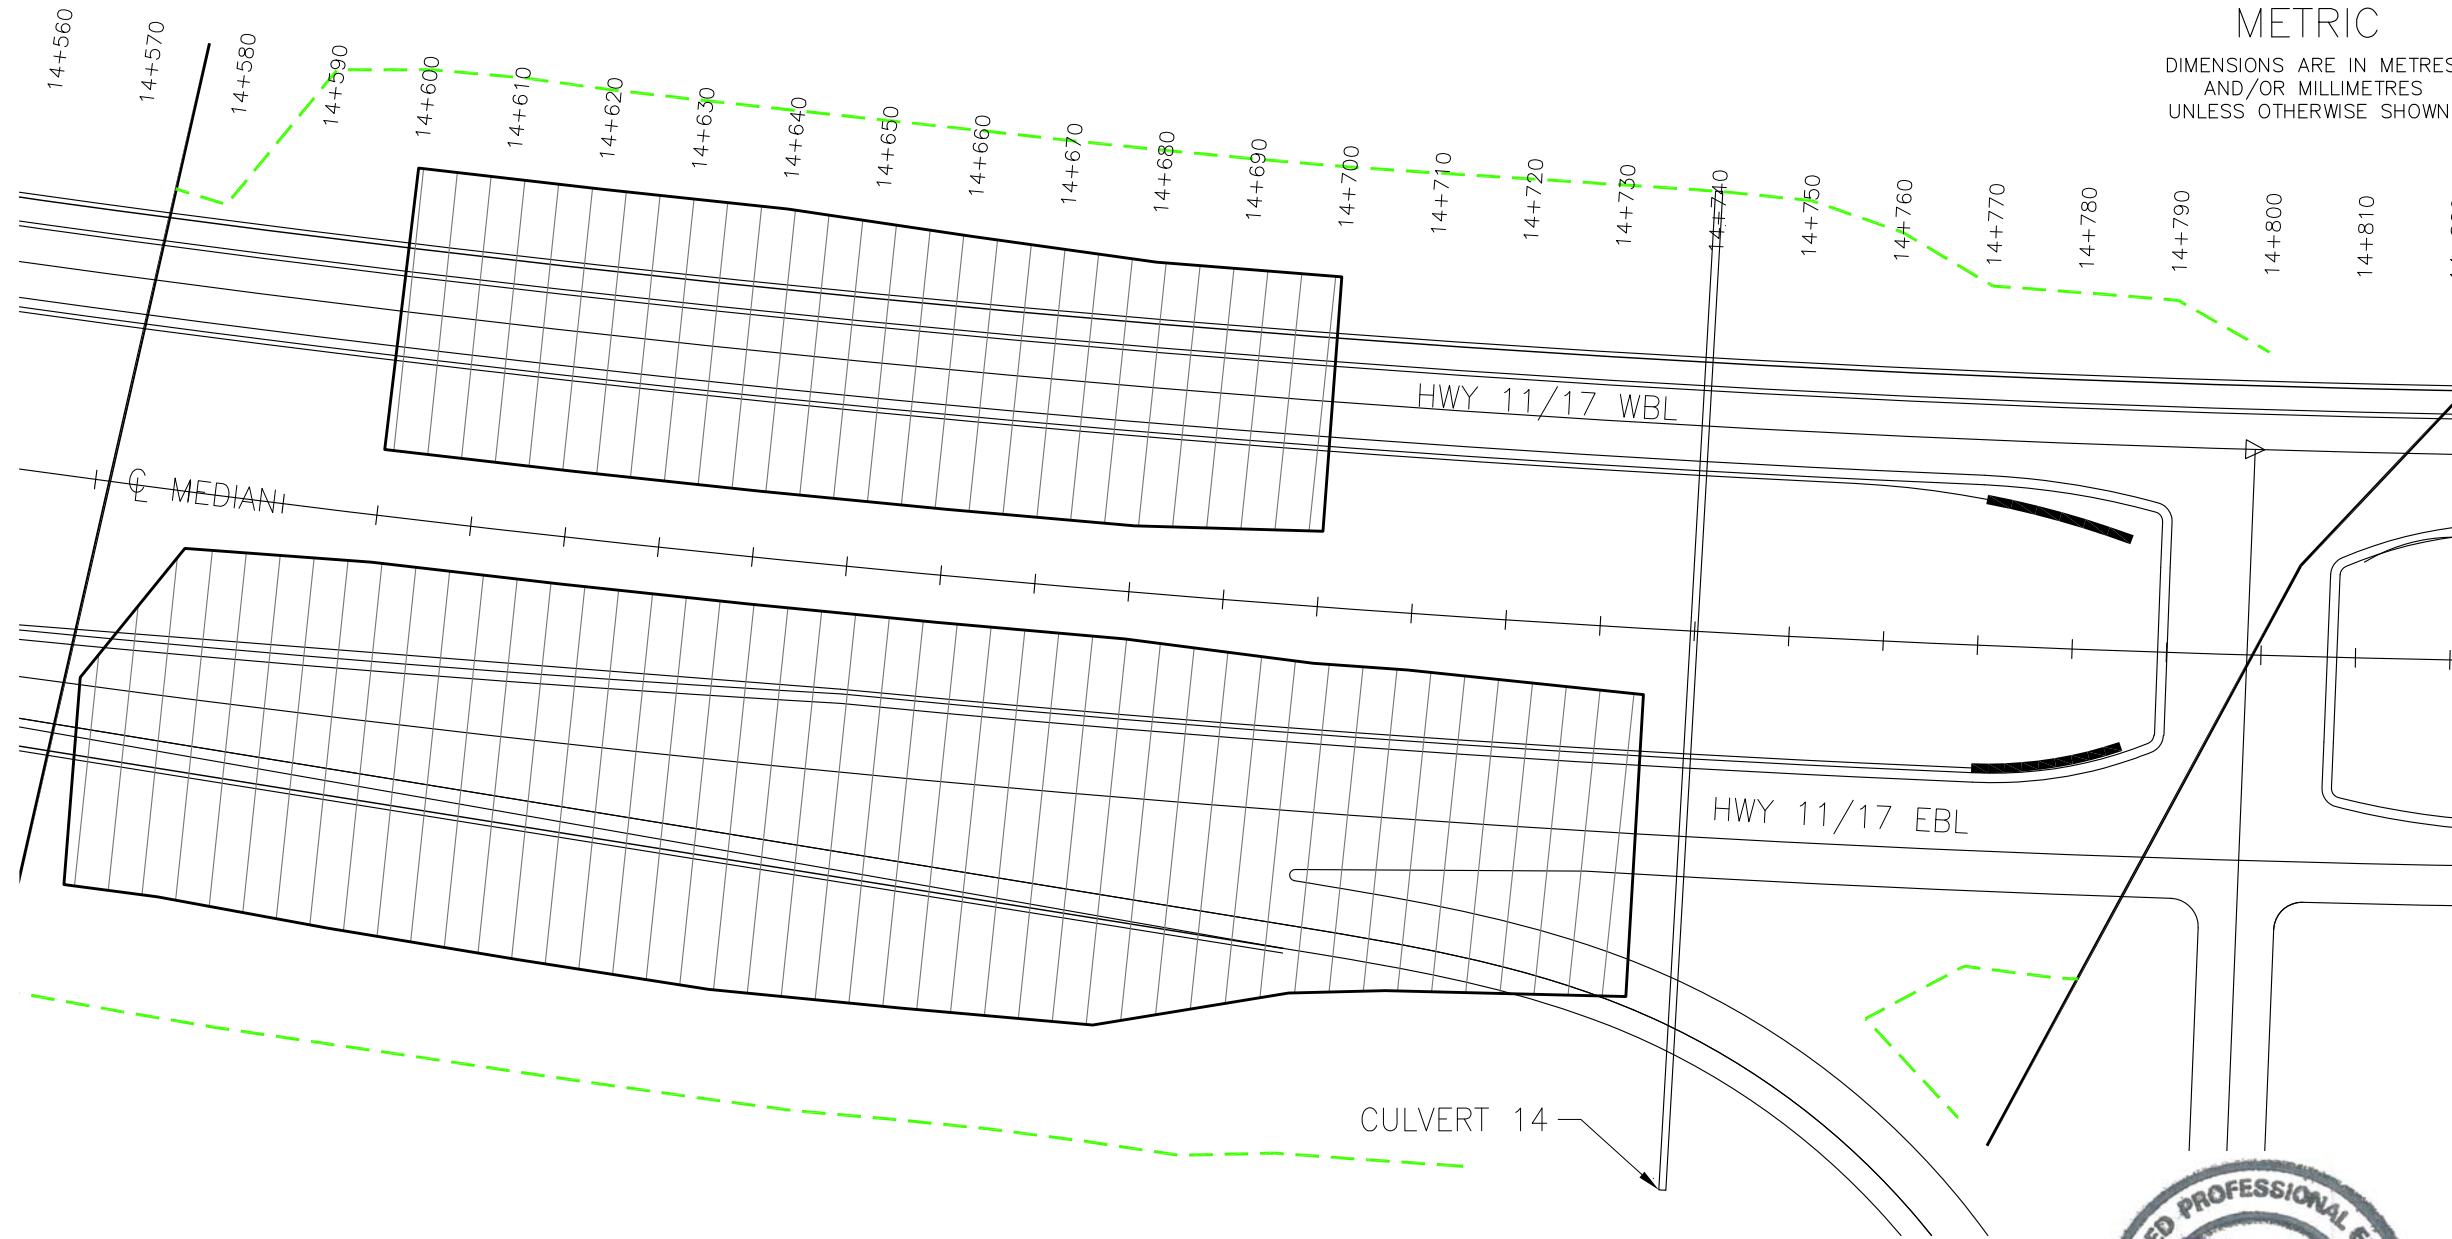 METRIC
DIMENSIONS ARE IN METRES
AND/OR MILLIMETRES
UNLESS OTHERWISE SHOWN
14+560
14+570
14+580
14+590
14+600
14+610
14+620
14+630
14+640
14+650
14+660
14+670
14+680
14+690
14+700
14+710
14+720
14+730
14+740
14+750
14+760
14+770
14+780
14+790
14+800
14+810
HWY 11/17 WBL
℄ MEDIANI
HWY 11/17 EBL
CULVERT 14
PROFESSIONAL